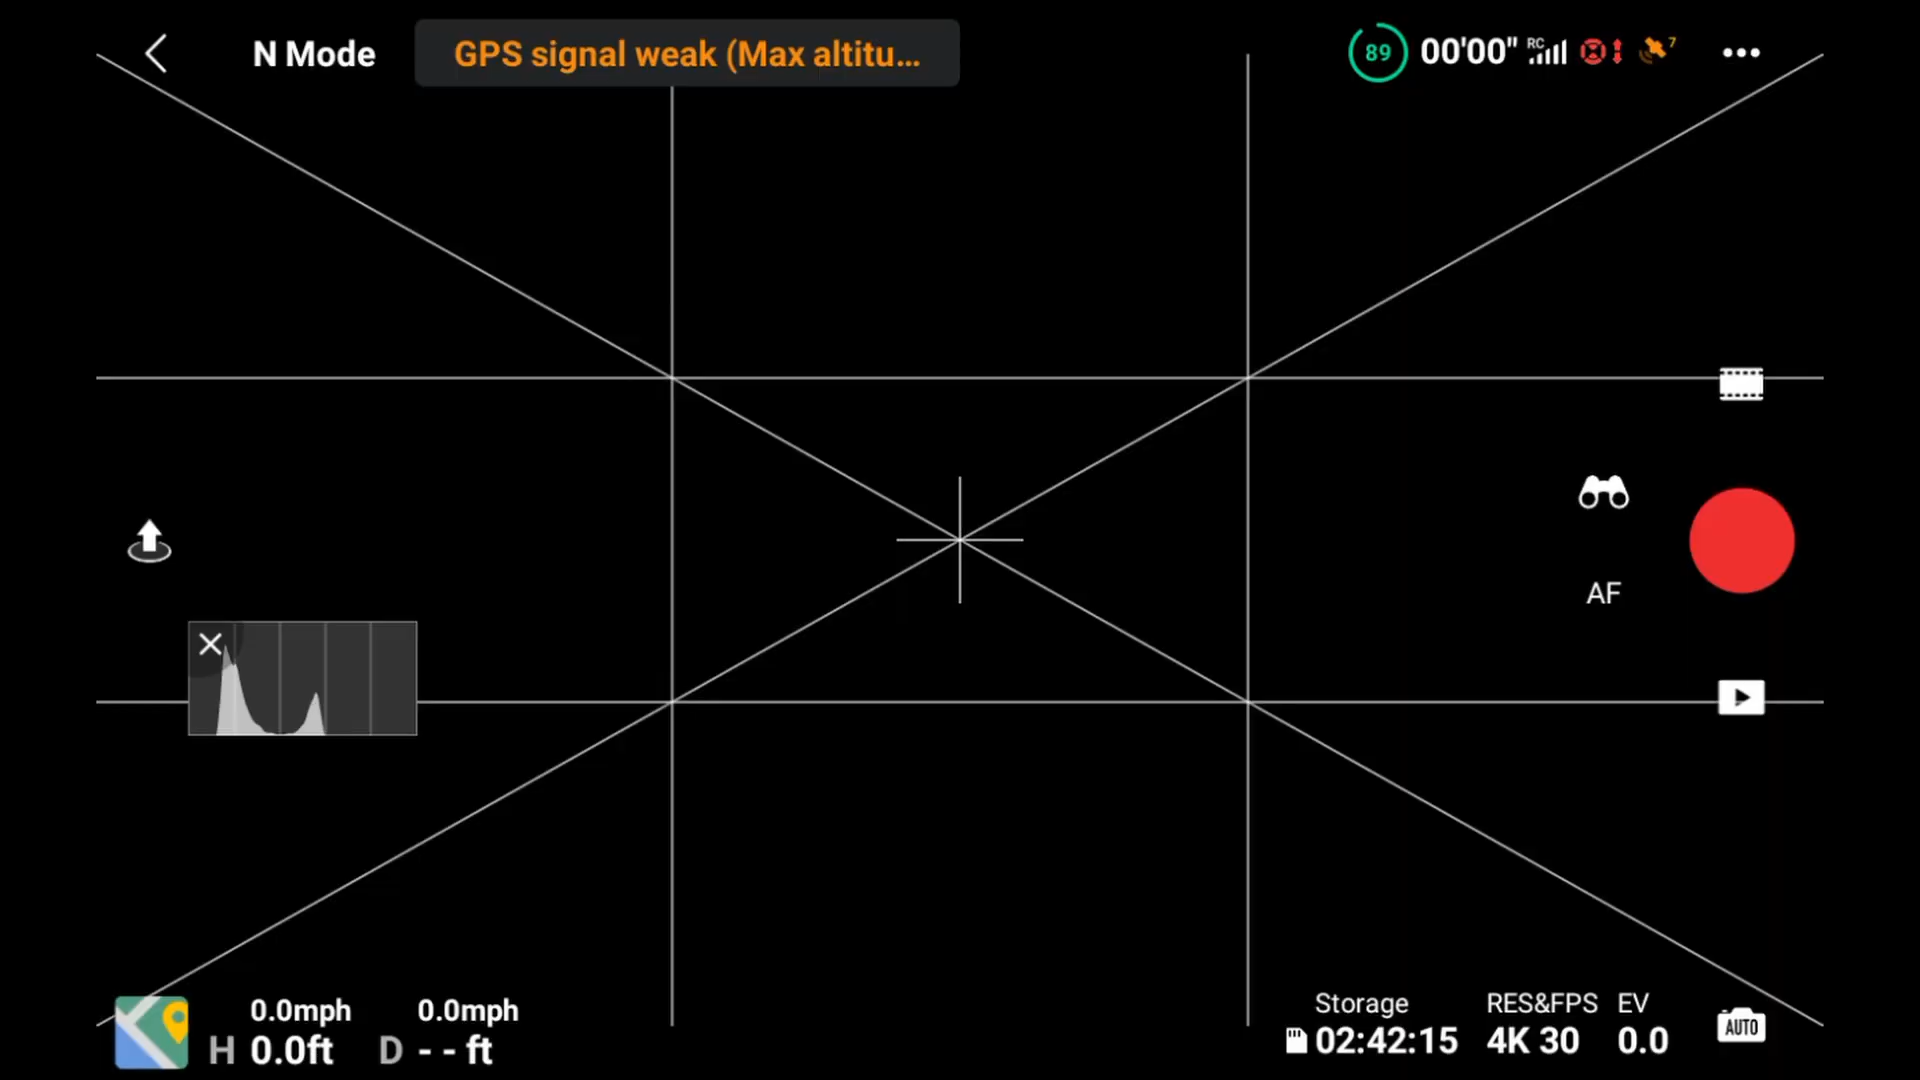 N Mode
GPS signal weak (Max altitu...
89
00'00"
RC
7
AF
0.0mph
0.0mph
H 0.0ft
D - - ft
Storage
02:42:15
RES&FPS
4K 30
EV
0.0
AUTO